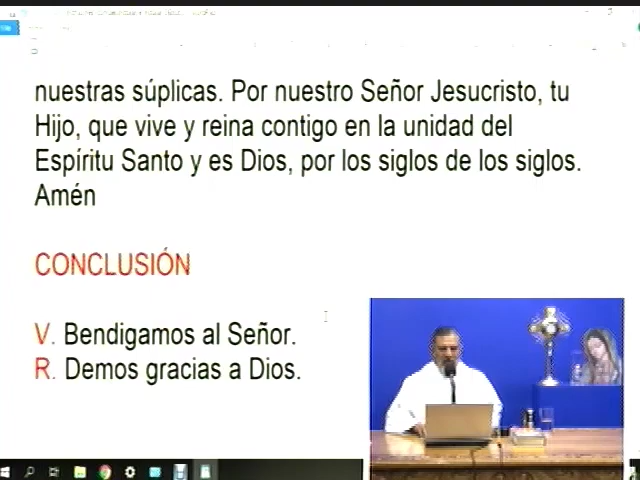 nuestras súplicas. Por nuestro Señor Jesucristo, tu
Hijo, que vive y reina contigo en la unidad del
Espíritu Santo y es Dios, por los siglos de los siglos.
Amén
CONCLUSIÓN
V. Bendigamos al Señor.
R. Demos gracias a Dios.